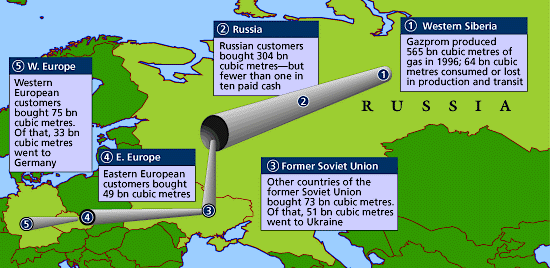 ① Western Siberia
Gazprom produced
565 bn cubic metres of
gas in 1996; 64 bn cubic
metres consumed or lost
in production and transit
② Russia
Russian customers
bought 304 bn
cubic metres—but
fewer than one in
ten paid cash
③ Former Soviet Union
Other countries of the
former Soviet Union
bought 73 bn cubic metres.
Of that, 51 bn cubic metres
went to Ukraine
④ E. Europe
Eastern European
customers bought
49 bn cubic metres
⑤ W. Europe
Western
European
customers
bought 75 bn
cubic metres.
Of that, 33 bn
cubic metres
went to
Germany
RUSSIA
①
②
③
④
⑤